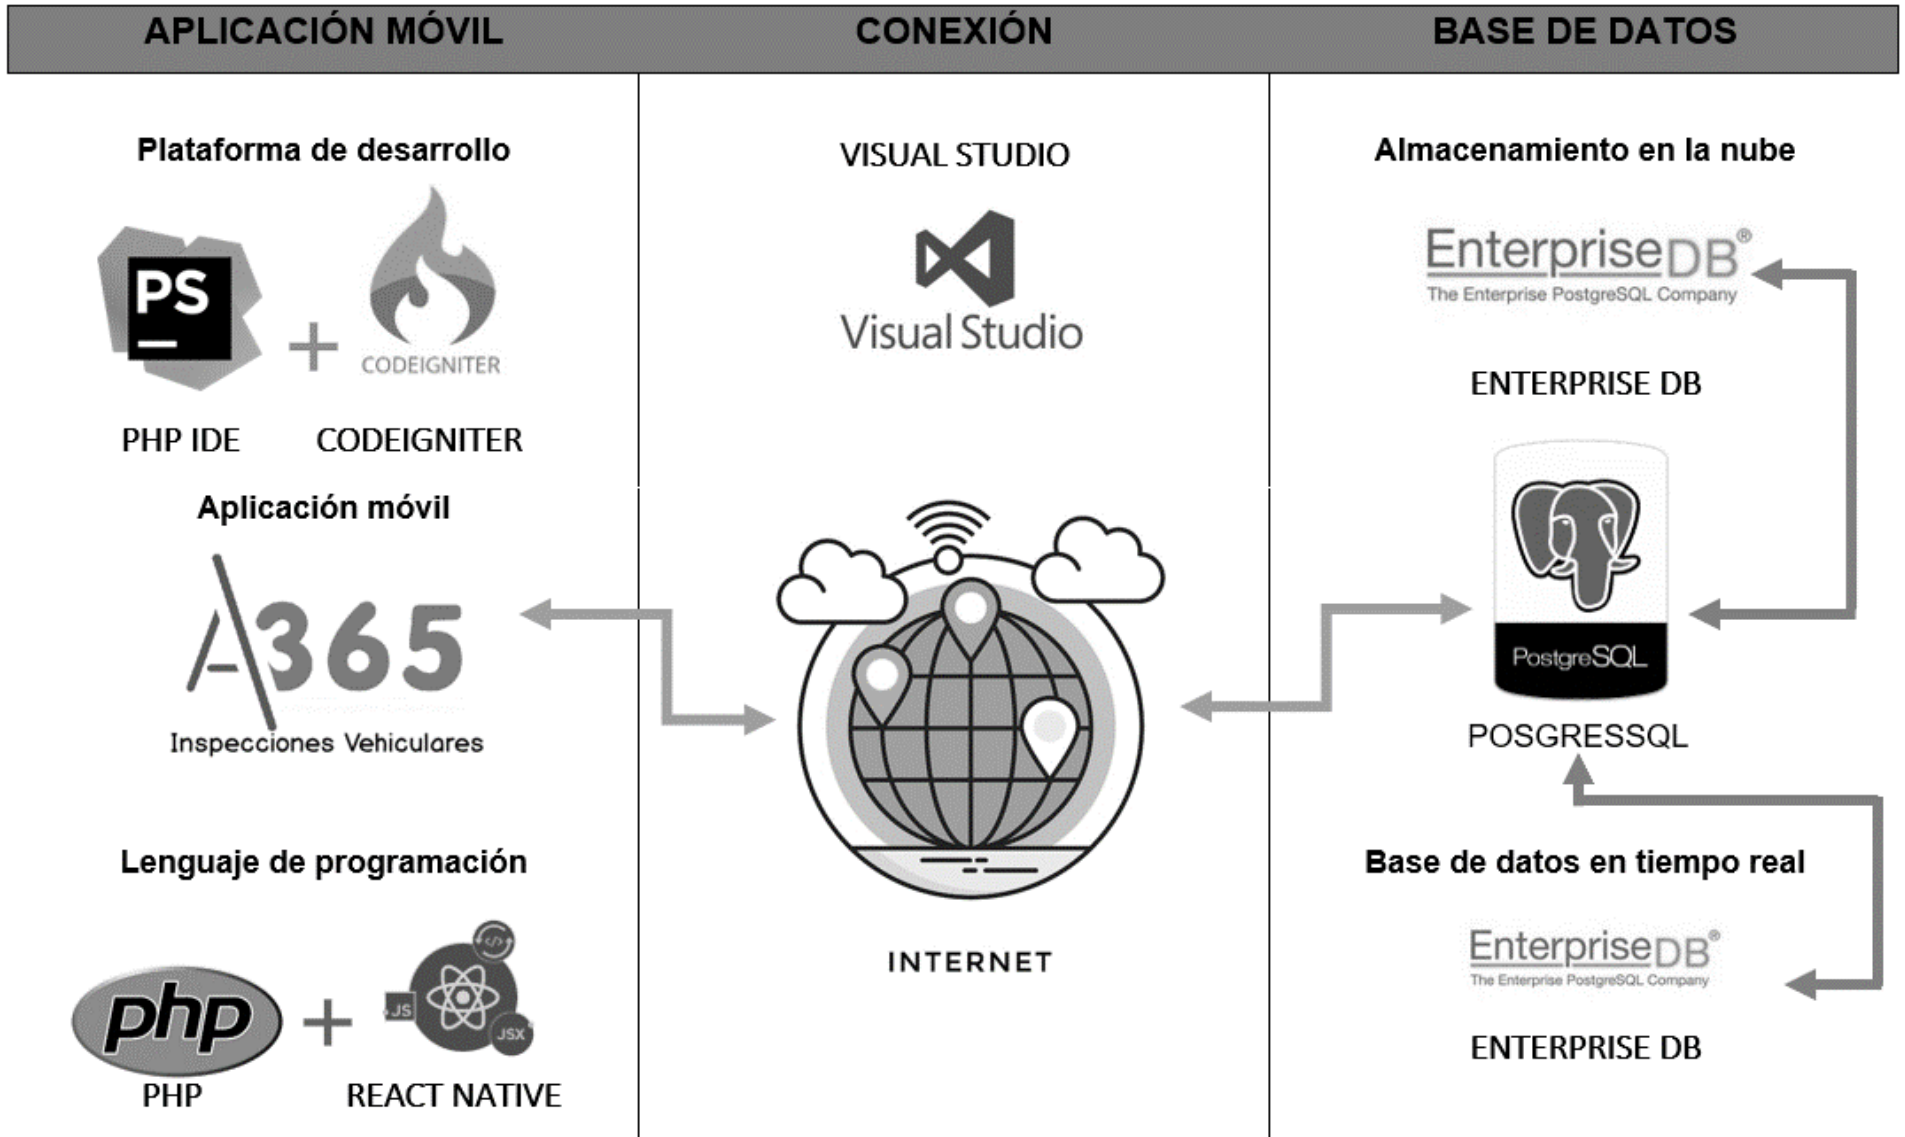 APLICACIÓN MÓVIL
CONEXIÓN
BASE DE DATOS
Plataforma de desarrollo
PS
CODEIGNITER
PHP IDE
CODEIGNITER
Aplicación móvil
A365
Inspecciones Vehiculares
Lenguaje de programación
php
JS
JSX
PHP
REACT NATIVE
VISUAL STUDIO
Visual Studio
INTERNET
Almacenamiento en la nube
EnterpriseDB®
The Enterprise PostgreSQL Company
ENTERPRISE DB
PostgreSQL
POSGRESSQL
Base de datos en tiempo real
EnterpriseDB®
The Enterprise PostgreSQL Company
ENTERPRISE DB